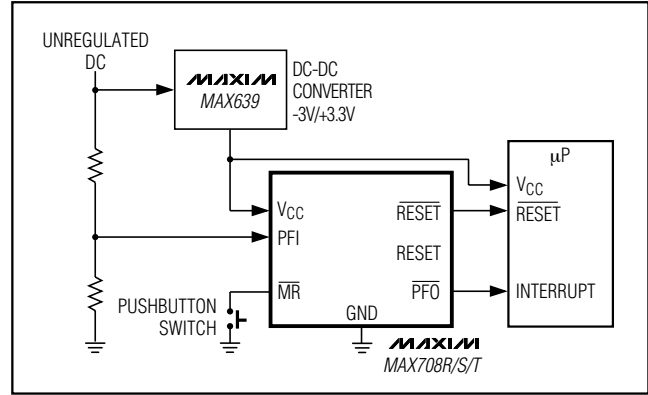 UNREGULATED
DC
MAXIM
MAX639
DC-DC
CONVERTER
-3V/+3.3V
μP
VCC
RESET
INTERRUPT
VCC
PFI
MR
GND
RESET
RESET
PFO
PUSHBUTTON
SWITCH
MAXIM
MAX708R/S/T